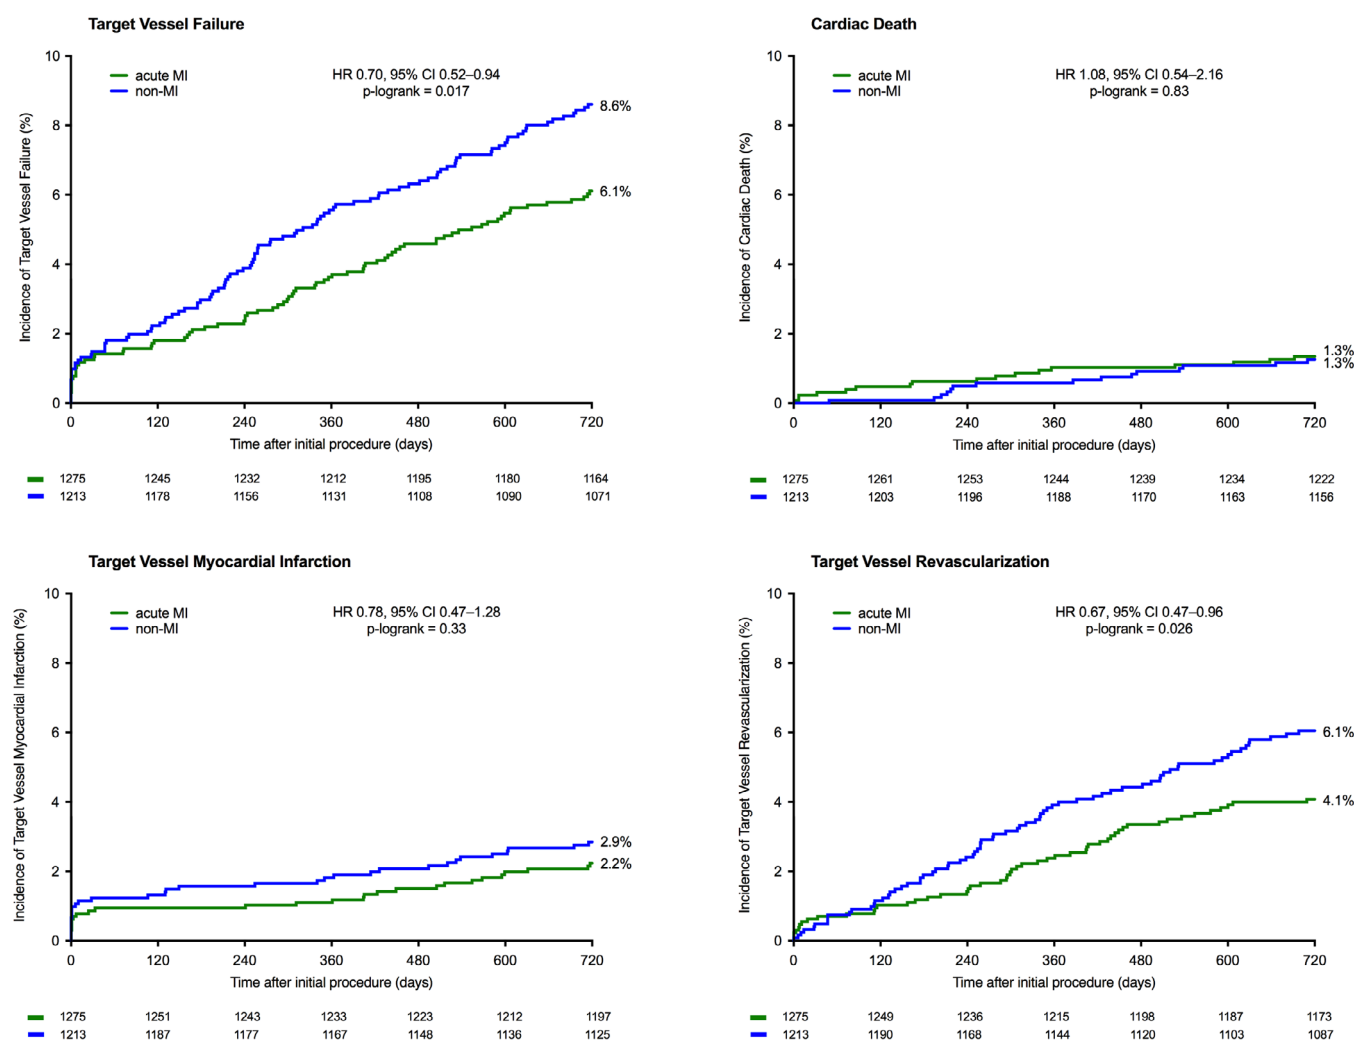 Target Vessel Failure
10
8
6
4
2
0
Incidence of Target Vessel Failure (%)
acute MI
non-MI
HR 0.70, 95% CI 0.52–0.94
p-logrank = 0.017
8.6%
6.1%
0 120 240 360 480 600 720
Time after initial procedure (days)
1275 1245 1232 1212 1195 1180 1164
1213 1178 1156 1131 1108 1090 1071
Cardiac Death
10
8
6
4
2
0
Incidence of Cardiac Death (%)
acute MI
non-MI
HR 1.08, 95% CI 0.54–2.16
p-logrank = 0.83
1.3%
1.3%
0 120 240 360 480 600 720
Time after initial procedure (days)
1275 1261 1253 1244 1239 1234 1222
1213 1203 1196 1188 1170 1163 1156
Target Vessel Myocardial Infarction
10
8
6
4
2
0
Incidence of Target Vessel Myocardial Infarction (%)
acute MI
non-MI
HR 0.78, 95% CI 0.47–1.28
p-logrank = 0.33
2.9%
2.2%
0 120 240 360 480 600 720
Time after initial procedure (days)
1275 1251 1243 1233 1223 1212 1197
1213 1187 1177 1167 1148 1136 1125
Target Vessel Revascularization
10
8
6
4
2
0
Incidence of Target Vessel Revascularization (%)
acute MI
non-MI
HR 0.67, 95% CI 0.47–0.96
p-logrank = 0.026
6.1%
4.1%
0 120 240 360 480 600 720
Time after initial procedure (days)
1275 1249 1236 1215 1198 1187 1173
1213 1190 1168 1144 1120 1103 1087